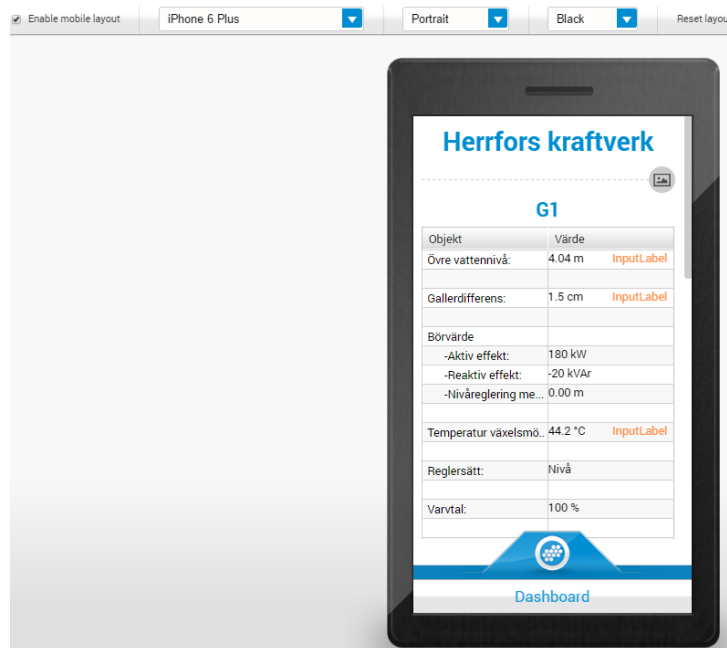 Enable mobile layout iPhone 6 Plus Portrait Black Reset layou
Herrfors kraftverk
G1
Objekt Värde
Övre vattennivå: 4.04 m InputLabel
Gallerdifferens: 1.5 cm InputLabel
Börvärde
-Aktiv effekt: 180 kW
-Reaktiv effekt: -20 kVAr
-Nivåreglering me... 0.00 m
Temperatur växelsmö.. 44.2 °C InputLabel
Reglersätt: Nivå
Varvtal: 100 %
Dashboard